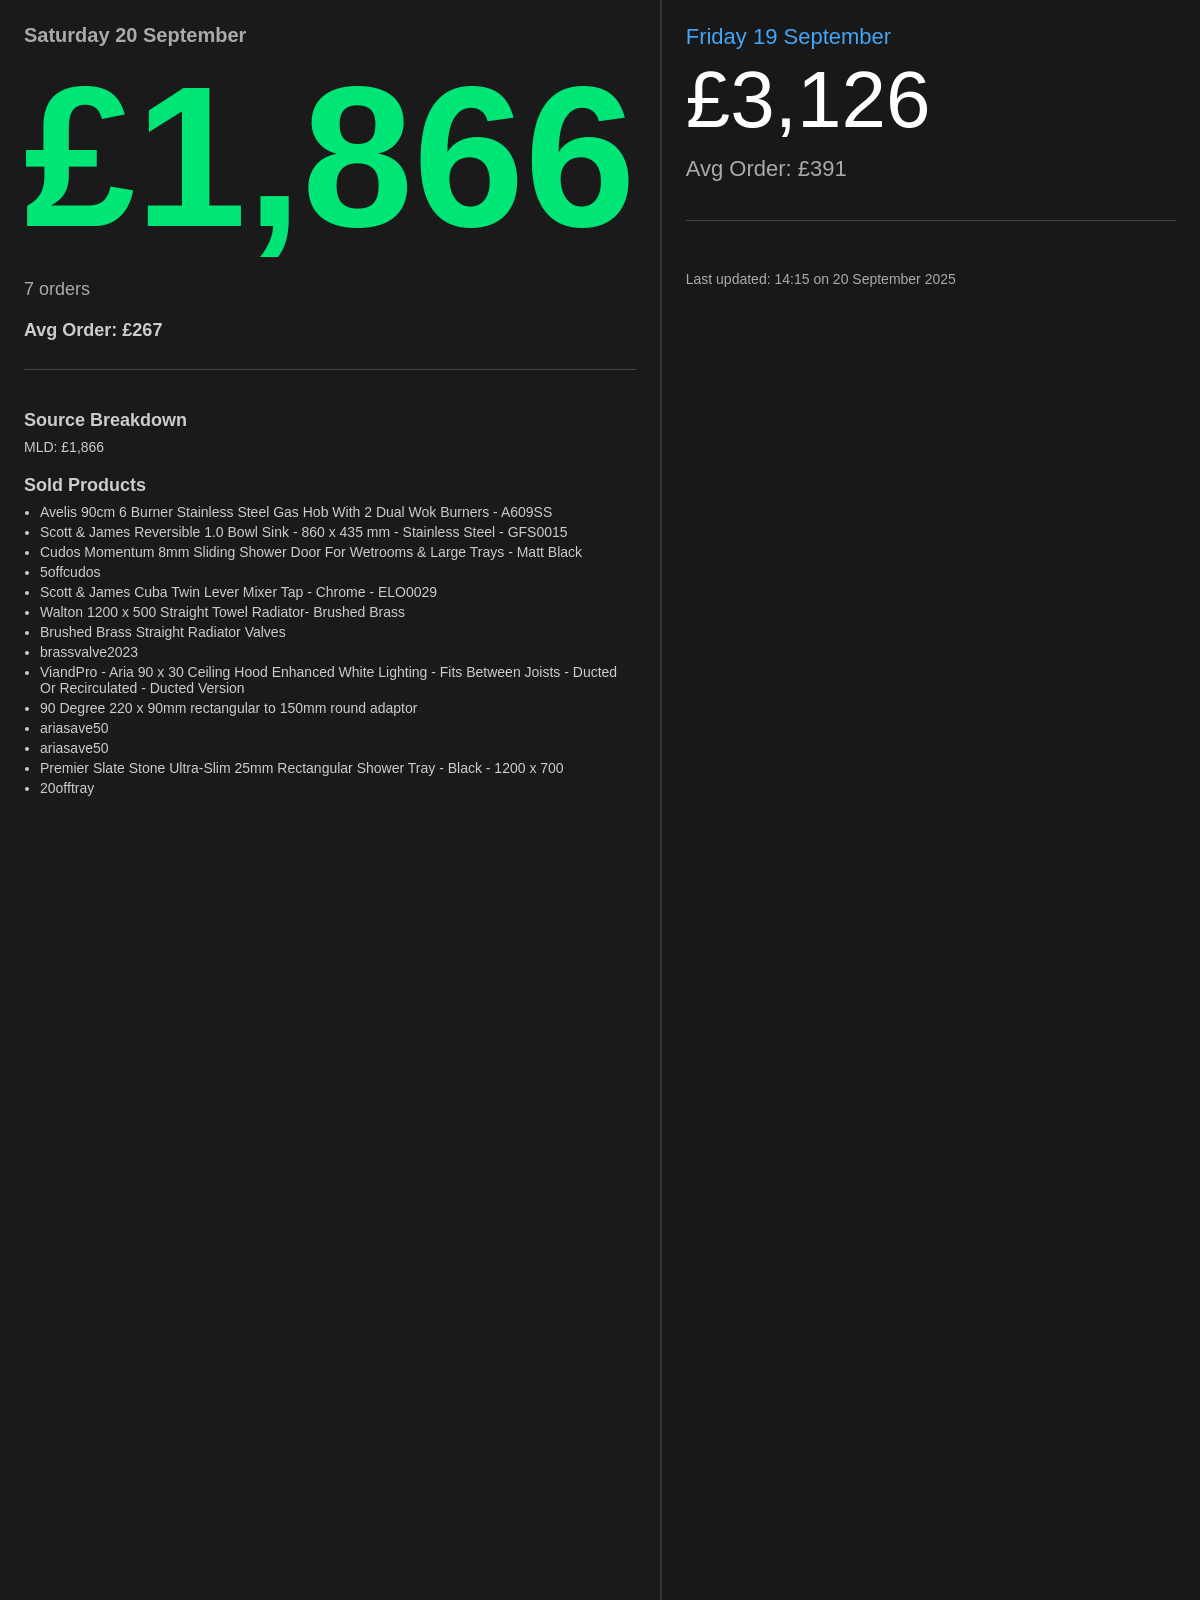 Saturday 20 September
£1,866
7 orders
Avg Order: £267
Source Breakdown
MLD: £1,866
Sold Products
• Avelis 90cm 6 Burner Stainless Steel Gas Hob With 2 Dual Wok Burners - A609SS
• Scott & James Reversible 1.0 Bowl Sink - 860 x 435 mm - Stainless Steel - GFS0015
• Cudos Momentum 8mm Sliding Shower Door For Wetrooms & Large Trays - Matt Black
• 5offcudos
• Scott & James Cuba Twin Lever Mixer Tap - Chrome - ELO0029
• Walton 1200 x 500 Straight Towel Radiator- Brushed Brass
• Brushed Brass Straight Radiator Valves
• brassvalve2023
• ViandPro - Aria 90 x 30 Ceiling Hood Enhanced White Lighting - Fits Between Joists - Ducted
Or Recirculated - Ducted Version
• 90 Degree 220 x 90mm rectangular to 150mm round adaptor
• ariasave50
• ariasave50
• Premier Slate Stone Ultra-Slim 25mm Rectangular Shower Tray - Black - 1200 x 700
• 20offtray
Friday 19 September
£3,126
Avg Order: £391
Last updated: 14:15 on 20 September 2025